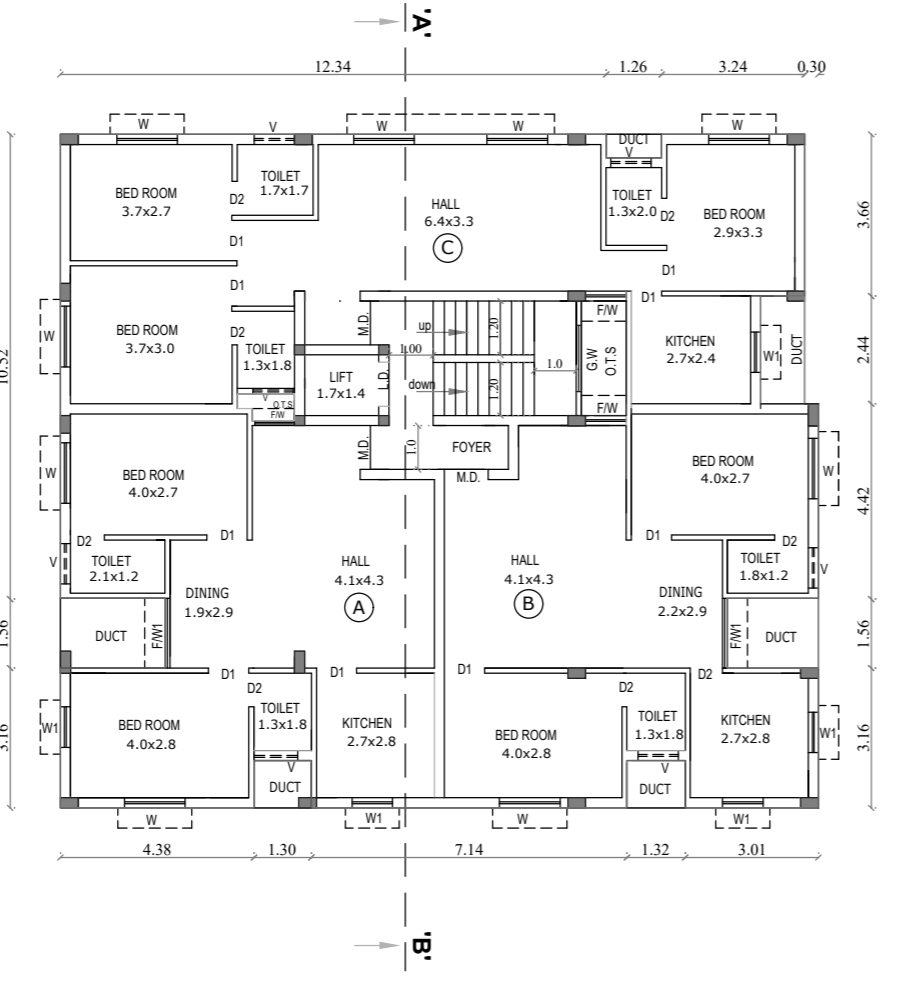 'A'
12.34
1.26
3.24
0.30
W
V
W
W
DUCT
V
W
BED ROOM
3.7x2.7
D2
TOILET
1.7x1.7
HALL
6.4x3.3
C
TOILET
1.3x2.0
D2
BED ROOM
2.9x3.3
3.66
D1
D1
D1
D1
W
BED ROOM
3.7x3.0
D2
TOILET
1.3x1.8
V
O.T.S
F/W
LIFT
1.7x1.4
M.D.
L.D.
1.00
up
down
1.20
1.20
1.0
G.W
O.T.S
F/W
F/W
KITCHEN
2.7x2.4
W1
DUCT
2.44
10.52
M.D.
1.0
FOYER
M.D.
W
BED ROOM
4.0x2.7
BED ROOM
4.0x2.7
W
4.42
D2
D1
D1
D2
V
TOILET
2.1x1.2
DINING
1.9x2.9
HALL
4.1x4.3
A
HALL
4.1x4.3
B
DINING
2.2x2.9
TOILET
1.8x1.2
V
1.56
DUCT
F/W1
F/W1
DUCT
1.56
D1
D2
D1
D1
D2
D2
W1
BED ROOM
4.0x2.8
TOILET
1.3x1.8
V
DUCT
KITCHEN
2.7x2.8
BED ROOM
4.0x2.8
TOILET
1.3x1.8
V
DUCT
KITCHEN
2.7x2.8
W1
3.16
3.16
W
W1
W
W1
4.38
1.30
7.14
1.32
3.01
'B'